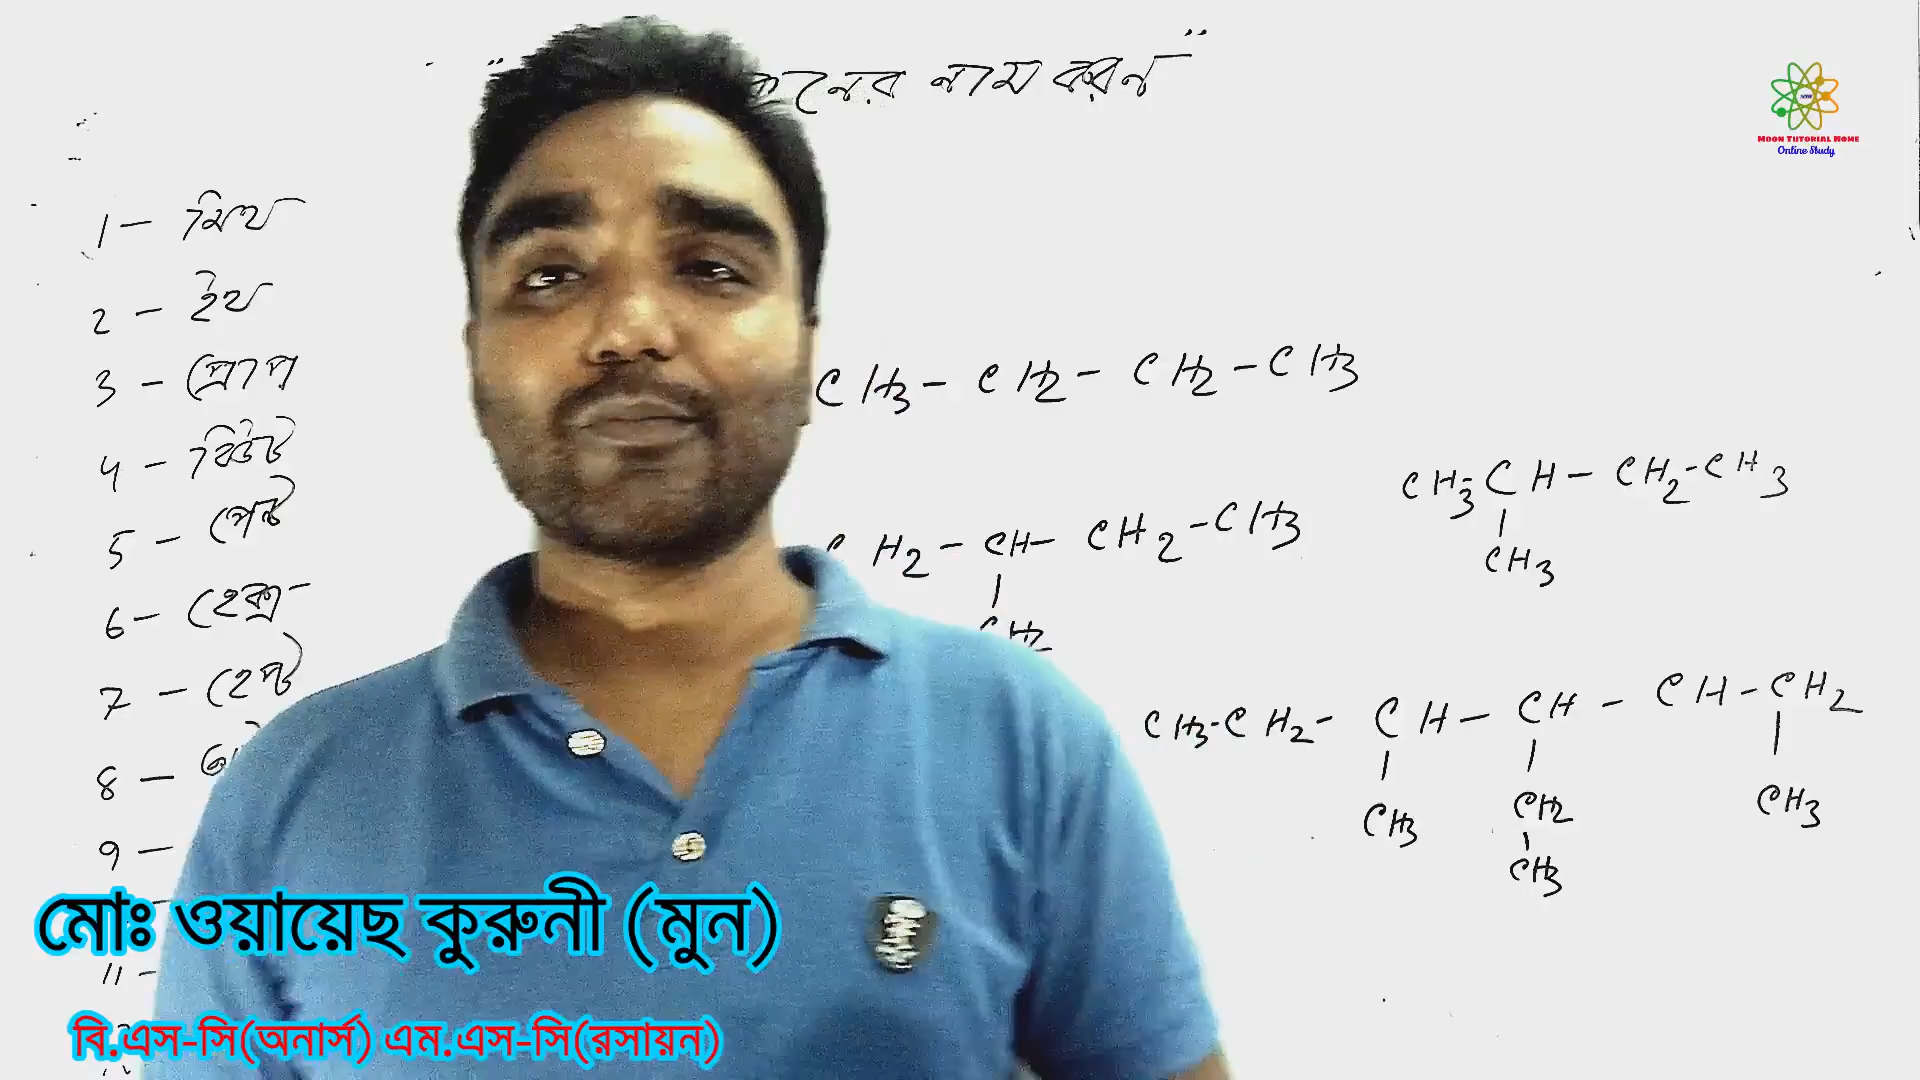 নের নাম করন"
MOON TUTORIAL HOME
Online Study
1 - মিথ
2 - ইথ
3 - প্রোপ
4 - বিউট
5 - পেন্ট
6 - হেক্স
7 - হেপ্ট
8 -
9 -
11 -
CH3 - CH2 - CH2 - CH3
CH3 - CH - CH2 - CH3
CH3
H2 - CH - CH2 - CH3
CH3 - CH2 - CH - CH - CH - CH2
CH3
CH2
CH3
CH3
মোঃ ওয়ায়েছ কুরুনী (মুন)
বি.এস-সি(অনার্স) এম.এস-সি(রসায়ন)